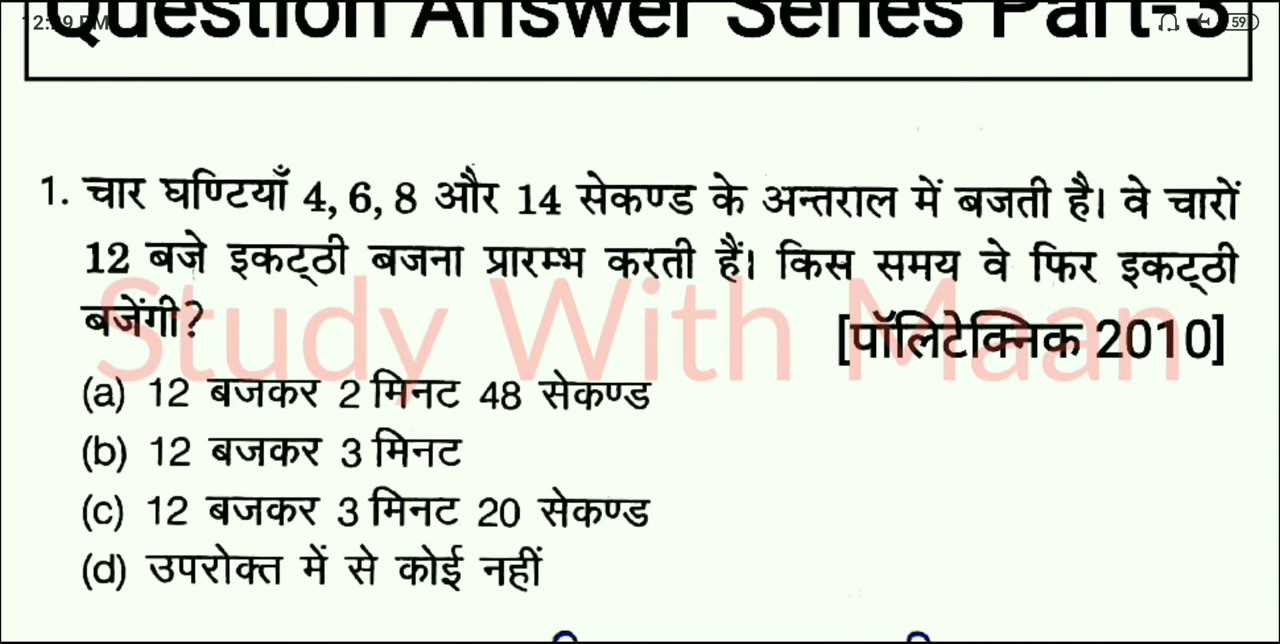 Question Answer Series Part-3
59
1. चार घण्टियाँ 4, 6, 8 और 14 सेकण्ड के अन्तराल में बजती है। वे चारों
12 बजे इकट्ठी बजना प्रारम्भ करती हैं। किस समय वे फिर इकट्ठी
बजेंगी?
[पॉलिटेक्निक 2010]
Study With Maan
(a) 12 बजकर 2 मिनट 48 सेकण्ड
(b) 12 बजकर 3 मिनट
(c) 12 बजकर 3 मिनट 20 सेकण्ड
(d) उपरोक्त में से कोई नहीं